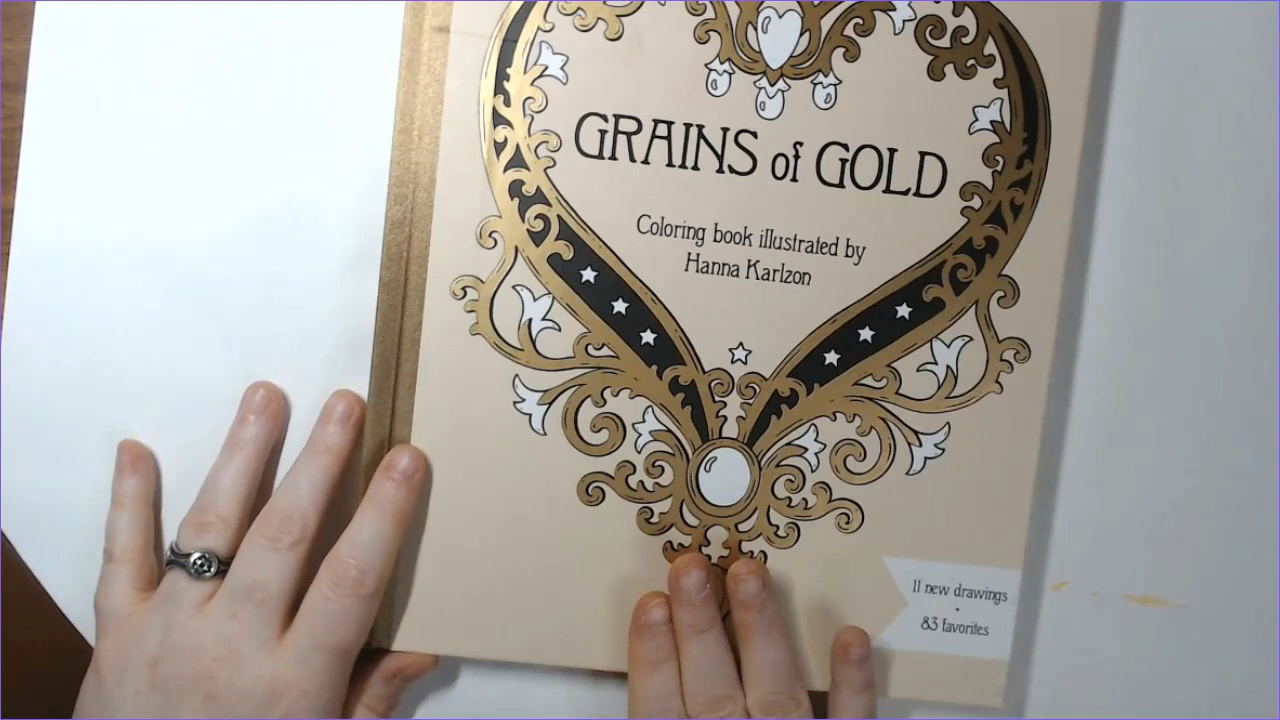 GRAINS of GOLD
Coloring book illustrated by
Hanna Karlzon
11 new drawings
•
83 favorites